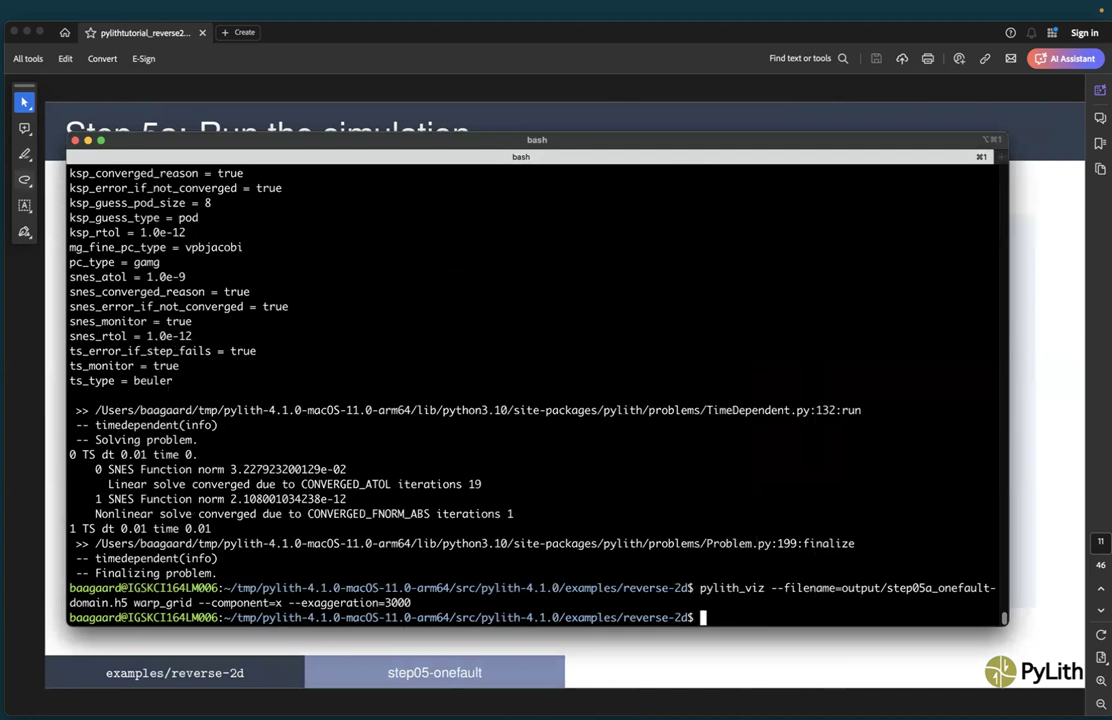 pylithtutorial_reverse2...
Create
Sign in
All tools
Edit
Convert
E-Sign
Find text or tools
AI Assistant
Step 5a: Run the simulation
bash
⌥⌘1
bash
⌘1
ksp_converged_reason = true
ksp_error_if_not_converged = true
ksp_guess_pod_size = 8
ksp_guess_type = pod
ksp_rtol = 1.0e-12
mg_fine_pc_type = vpbjacobi
pc_type = gamg
snes_atol = 1.0e-9
snes_converged_reason = true
snes_error_if_not_converged = true
snes_monitor = true
snes_rtol = 1.0e-12
ts_error_if_step_fails = true
ts_monitor = true
ts_type = beuler
>> /Users/baagaard/tmp/pylith-4.1.0-macOS-11.0-arm64/lib/python3.10/site-packages/pylith/problems/TimeDependent.py:132:run
-- timedependent(info)
-- Solving problem.
0 TS dt 0.01 time 0.
0 SNES Function norm 3.227923200129e-02
Linear solve converged due to CONVERGED_ATOL iterations 19
1 SNES Function norm 2.108001034238e-12
Nonlinear solve converged due to CONVERGED_FNORM_ABS iterations 1
1 TS dt 0.01 time 0.01
>> /Users/baagaard/tmp/pylith-4.1.0-macOS-11.0-arm64/lib/python3.10/site-packages/pylith/problems/Problem.py:199:finalize
-- timedependent(info)
-- Finalizing problem.
baagaard@IGSKCI164LM006:~/tmp/pylith-4.1.0-macOS-11.0-arm64/src/pylith-4.1.0/examples/reverse-2d$ pylith_viz --filename=output/step05a_onefault-
domain.h5 warp_grid --component=x --exaggeration=3000
baagaard@IGSKCI164LM006:~/tmp/pylith-4.1.0-macOS-11.0-arm64/src/pylith-4.1.0/examples/reverse-2d$
11
46
examples/reverse-2d
step05-onefault
PyLith